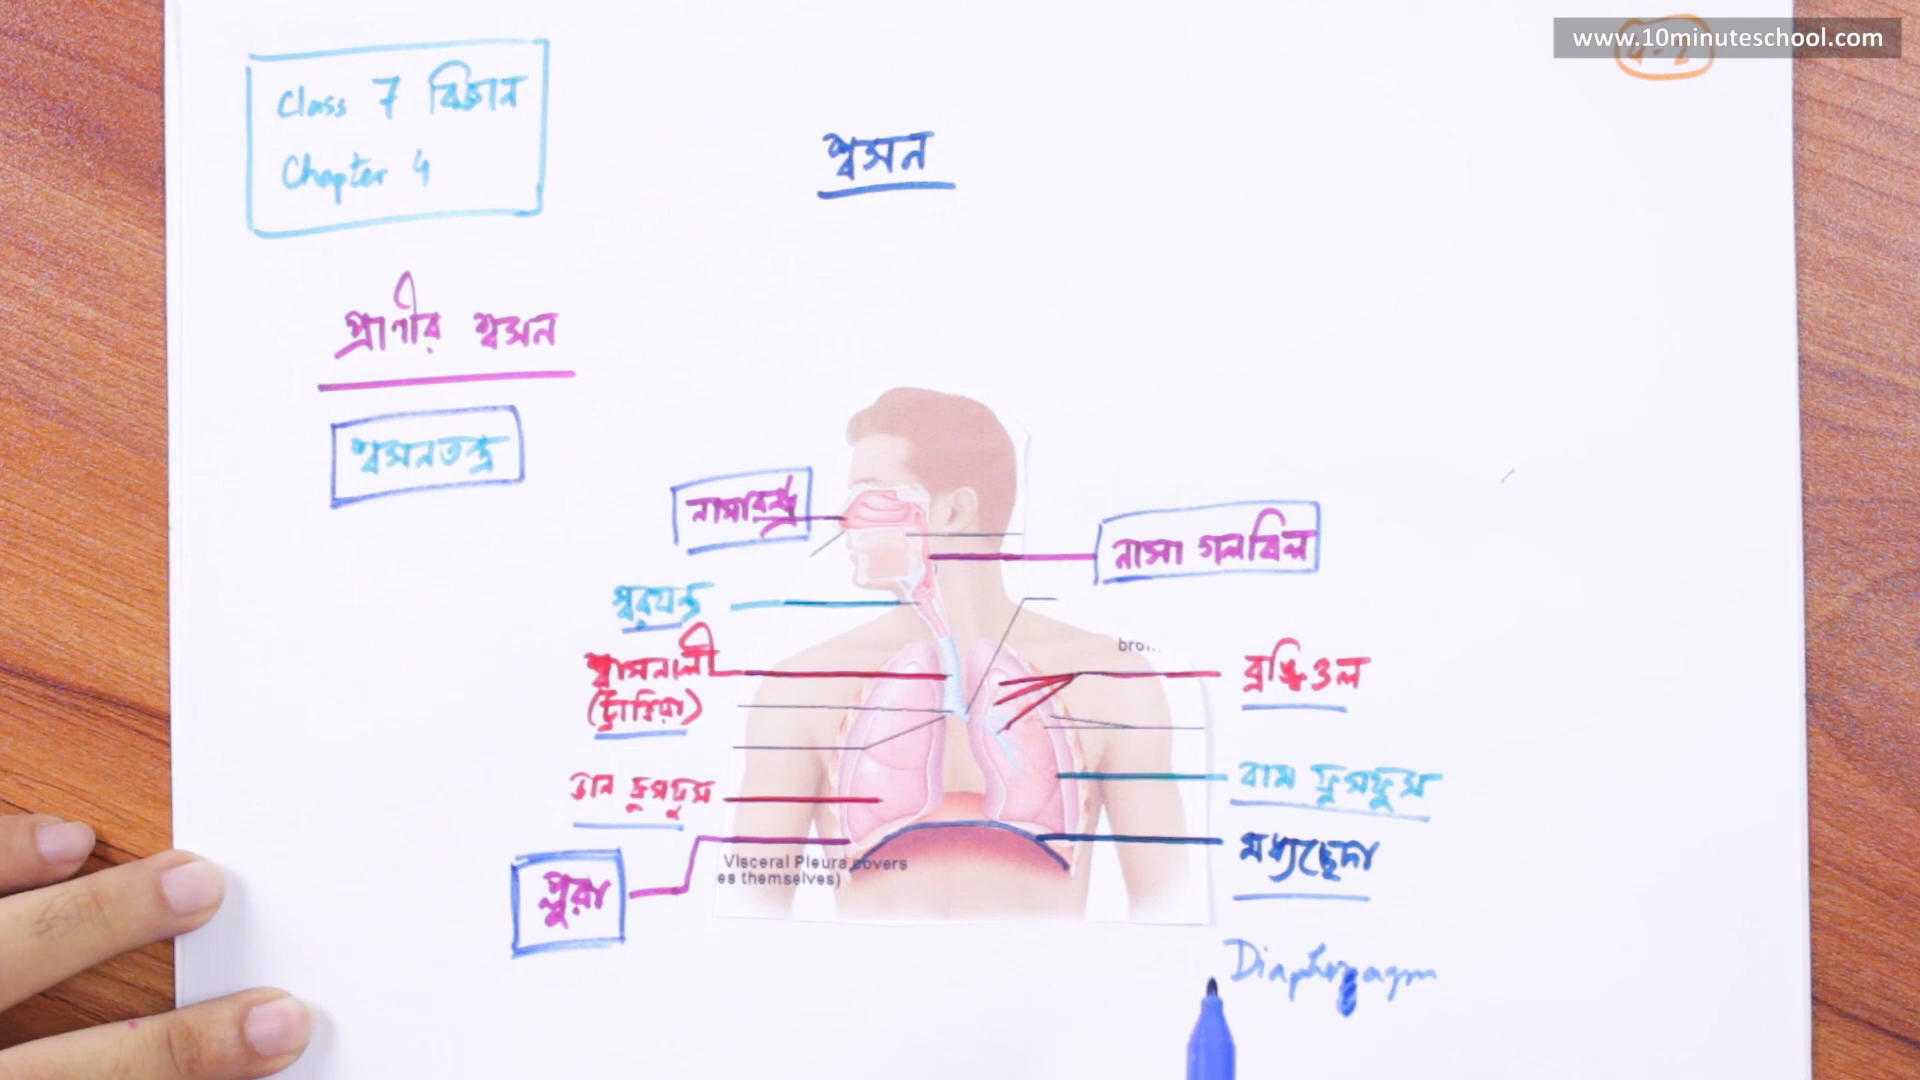 www.10minuteschool.com
Class 7 বিজ্ঞান
Chapter 4
শ্বসন
প্রাণীর শ্বসন
শ্বসনতন্ত্র
নাসারন্ধ্র
নাসা গলবিল
স্বরযন্ত্র
শ্বাসনালী
(ট্রাকিয়া)
ব্রঙ্কিওল
ডান ফুসফুস
বাম ফুসফুস
মধ্যচ্ছেদা
প্লুরা
Visceral Pleura covers
es themselves)
Diaphragm